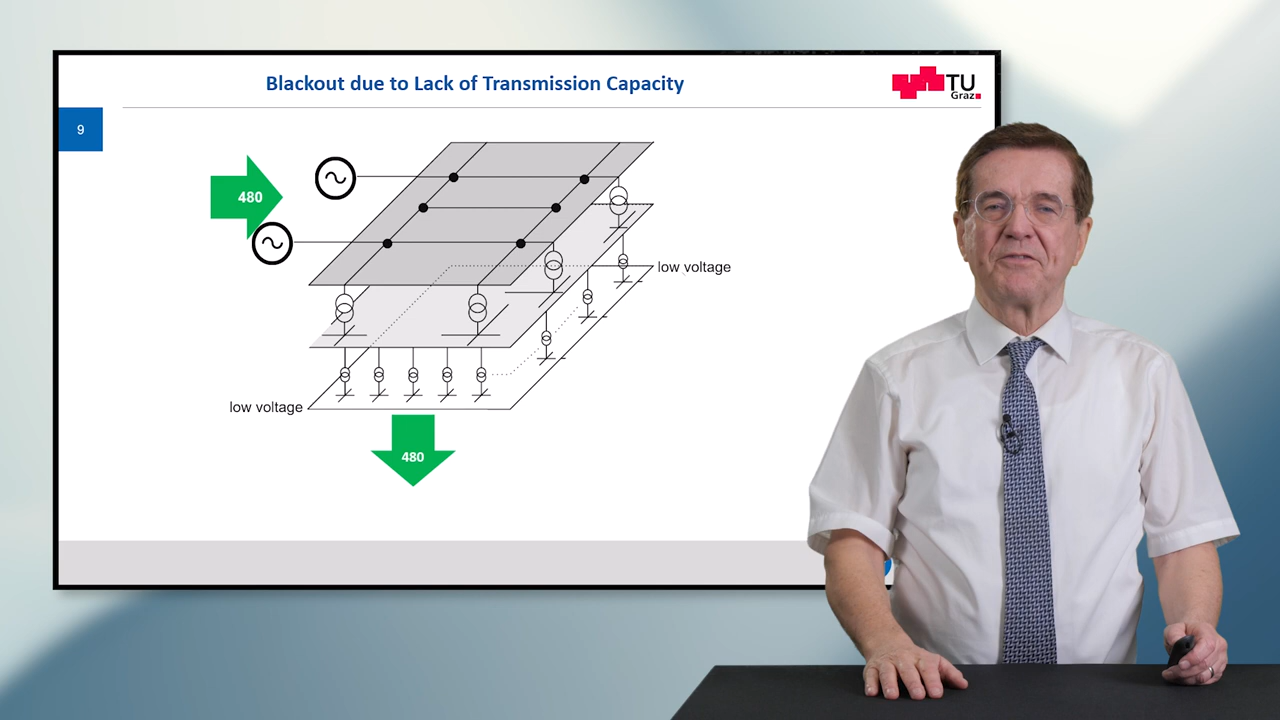 Blackout due to Lack of Transmission Capacity
TU
Graz
9
480
low voltage
low voltage
480